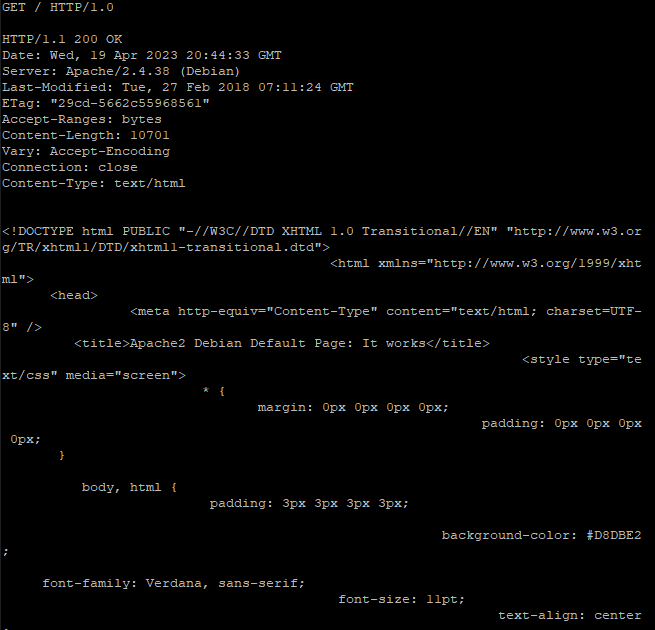 GET / HTTP/1.0
HTTP/1.1 200 OK
Date: Wed, 19 Apr 2023 20:44:33 GMT
Server: Apache/2.4.38 (Debian)
Last-Modified: Tue, 27 Feb 2018 07:11:24 GMT
ETag: "29cd-5662c55968561"
Accept-Ranges: bytes
Content-Length: 10701
Vary: Accept-Encoding
Connection: close
Content-Type: text/html
<!DOCTYPE html PUBLIC "-//W3C//DTD XHTML 1.0 Transitional//EN" "http://www.w3.or
g/TR/xhtml1/DTD/xhtml1-transitional.dtd">
<html xmlns="http://www.w3.org/1999/xht
ml">
<head>
<meta http-equiv="Content-Type" content="text/html; charset=UTF-
8" />
<title>Apache2 Debian Default Page: It works</title>
<style type="te
xt/css" media="screen">
* {
margin: 0px 0px 0px 0px;
padding: 0px 0px 0px
0px;
}
body, html {
padding: 3px 3px 3px 3px;
background-color: #D8DBE2
;
font-family: Verdana, sans-serif;
font-size: 11pt;
text-align: center